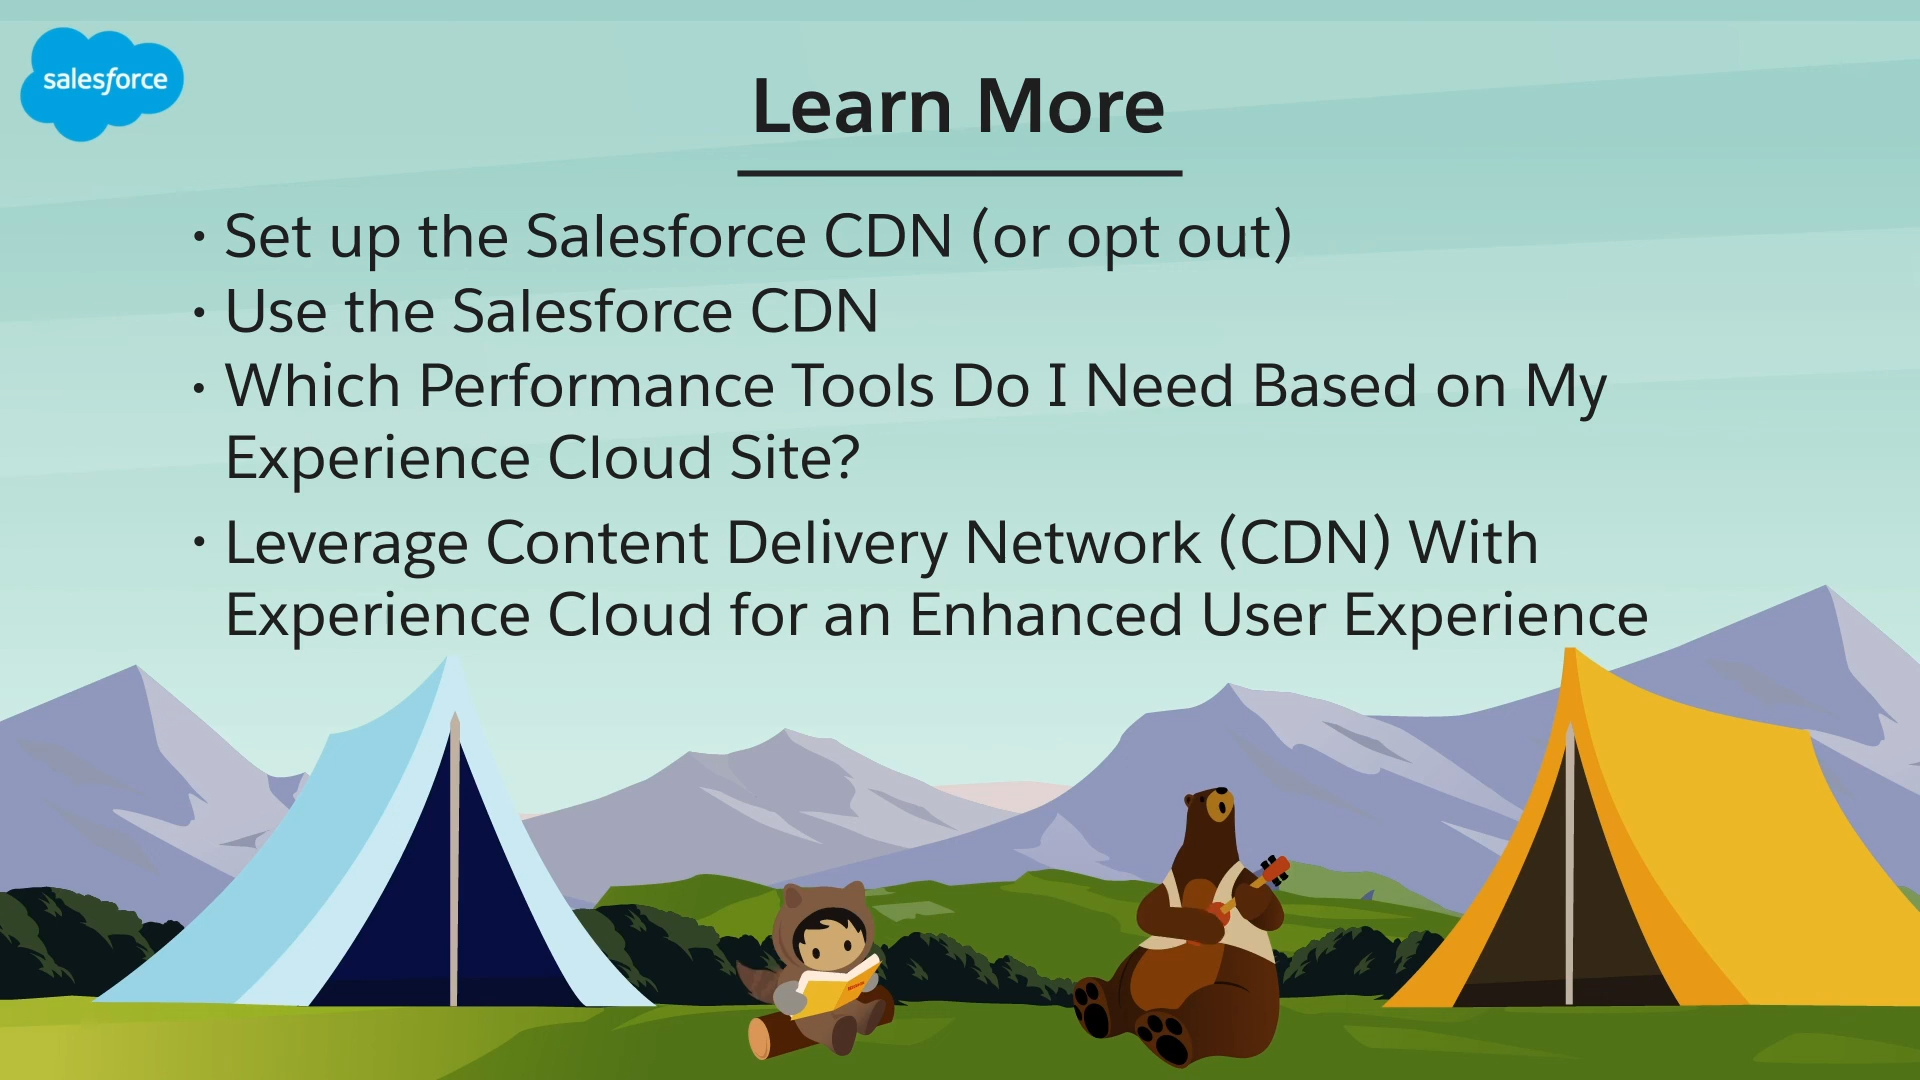 salesforce
Learn More
• Set up the Salesforce CDN (or opt out)
• Use the Salesforce CDN
• Which Performance Tools Do I Need Based on My
Experience Cloud Site?
• Leverage Content Delivery Network (CDN) With
Experience Cloud for an Enhanced User Experience